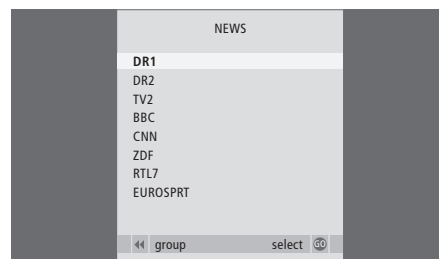 NEWS
DR1
DR2
TV2
BBC
CNN
ZDF
RTL7
EUROSPRT
group select GO